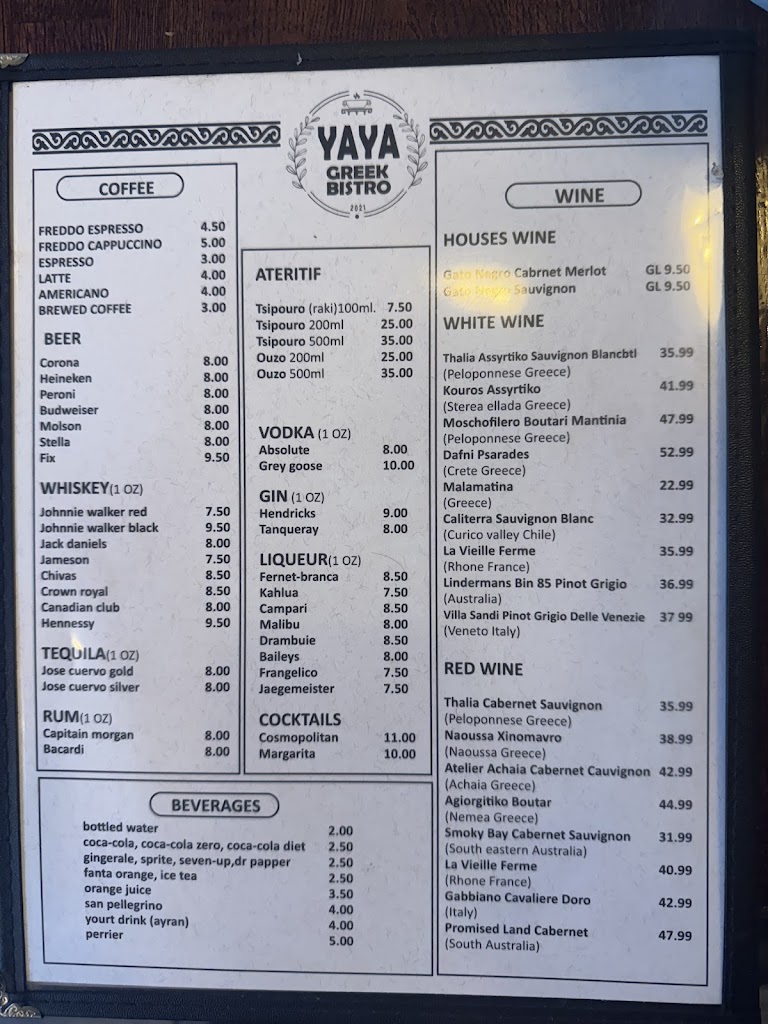 YAYA
GREEK
BISTRO
2021
COFFEE
FREDDO ESPRESSO 4.50
FREDDO CAPPUCCINO 5.00
ESPRESSO 3.00
LATTE 4.00
AMERICANO 4.00
BREWED COFFEE 3.00
BEER
Corona 8.00
Heineken 8.00
Peroni 8.00
Budweiser 8.00
Molson 8.00
Stella 8.00
Fix 9.50
WHISKEY(1 OZ)
Johnnie walker red 7.50
Johnnie walker black 9.50
Jack daniels 8.00
Jameson 7.50
Chivas 8.50
Crown royal 8.50
Canadian club 8.00
Hennessy 9.50
TEQUILA(1 OZ)
Jose cuervo gold 8.00
Jose cuervo silver 8.00
RUM(1 OZ)
Capitain morgan 8.00
Bacardi 8.00
ATERITIF
Tsipouro (raki)100ml. 7.50
Tsipouro 200ml 25.00
Tsipouro 500ml 35.00
Ouzo 200ml 25.00
Ouzo 500ml 35.00
VODKA (1 OZ)
Absolute 8.00
Grey goose 10.00
GIN (1 OZ)
Hendricks 9.00
Tanqueray 8.00
LIQUEUR(1 OZ)
Fernet-branca 8.50
Kahlua 7.50
Campari 8.50
Malibu 8.00
Drambuie 8.50
Baileys 8.00
Frangelico 7.50
Jaegemeister 7.50
COCKTAILS
Cosmopolitan 11.00
Margarita 10.00
BEVERAGES
bottled water 2.00
coca-cola, coca-cola zero, coca-cola diet 2.50
gingerale, sprite, seven-up,dr papper 2.50
fanta orange, ice tea 2.50
orange juice 3.50
san pellegrino 4.00
yourt drink (ayran) 4.00
perrier 5.00
WINE
HOUSES WINE
Gato Negro Cabrnet Merlot GL 9.50
Gato Negro Sauvignon GL 9.50
WHITE WINE
Thalia Assyrtiko Sauvignon Blancbtl 35.99
(Peloponnese Greece)
Kouros Assyrtiko 41.99
(Sterea ellada Greece)
Moschofilero Boutari Mantinia 47.99
(Peloponnese Greece)
Dafni Psarades 52.99
(Crete Greece)
Malamatina 22.99
(Greece)
Caliterra Sauvignon Blanc 32.99
(Curico valley Chile)
La Vieille Ferme 35.99
(Rhone France)
Lindermans Bin 85 Pinot Grigio 36.99
(Australia)
Villa Sandi Pinot Grigio Delle Venezie 37 99
(Veneto Italy)
RED WINE
Thalia Cabernet Sauvignon 35.99
(Peloponnese Greece)
Naoussa Xinomavro 38.99
(Naoussa Greece)
Atelier Achaia Cabernet Cauvignon 42.99
(Achaia Greece)
Agiorgitiko Boutar 44.99
(Nemea Greece)
Smoky Bay Cabernet Sauvignon 31.99
(South eastern Australia)
La Vieille Ferme 40.99
(Rhone France)
Gabbiano Cavaliere Doro 42.99
(Italy)
Promised Land Cabernet 47.99
(South Australia)